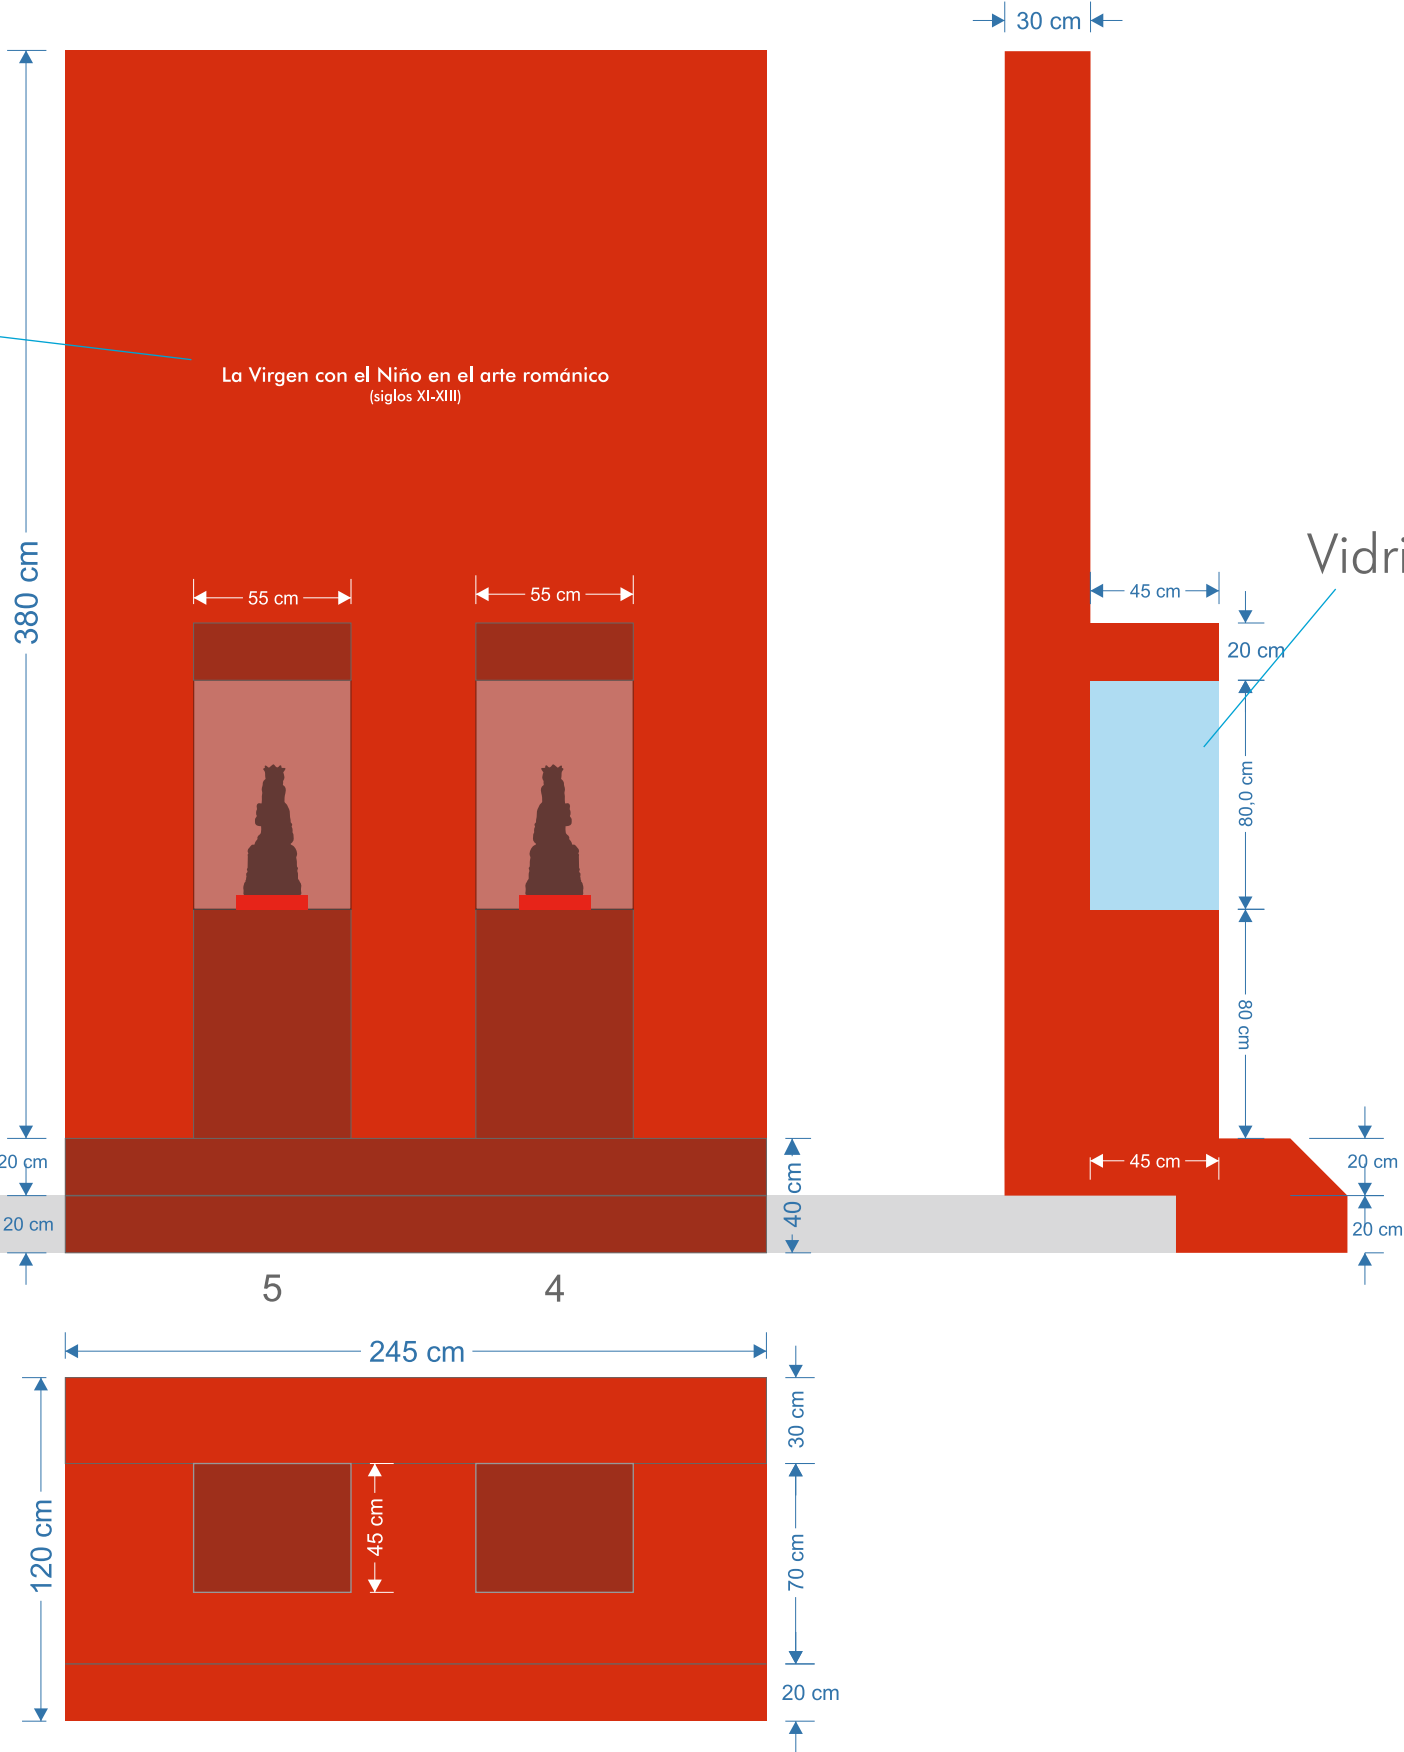 30 cm
380 cm
La Virgen con el Niño en el arte románico
(siglos XI-XIII)
Vidri
55 cm
55 cm
45 cm
20 cm
80,0 cm
80 cm
20 cm
20 cm
40 cm
45 cm
20 cm
20 cm
5
4
245 cm
120 cm
45 cm
30 cm
70 cm
20 cm